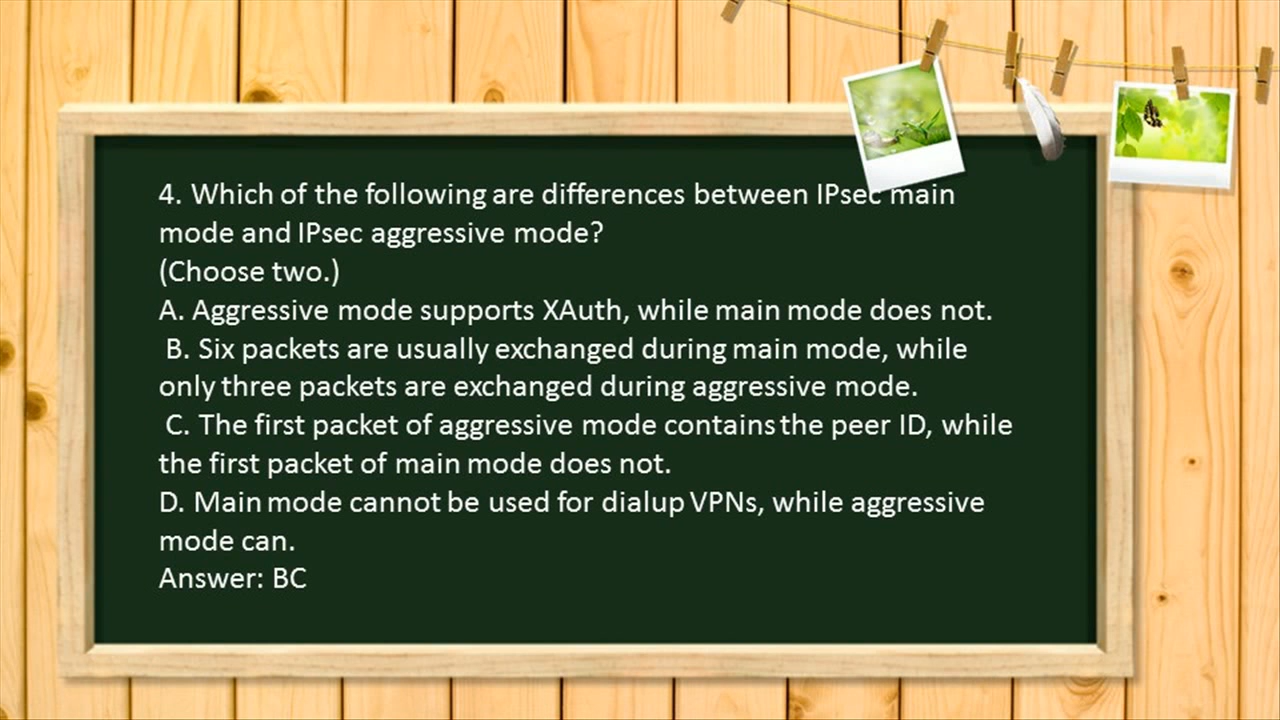 4. Which of the following are differences between IPsec main
mode and IPsec aggressive mode?
(Choose two.)
A. Aggressive mode supports XAuth, while main mode does not.
B. Six packets are usually exchanged during main mode, while
only three packets are exchanged during aggressive mode.
C. The first packet of aggressive mode contains the peer ID, while
the first packet of main mode does not.
D. Main mode cannot be used for dialup VPNs, while aggressive
mode can.
Answer: BC